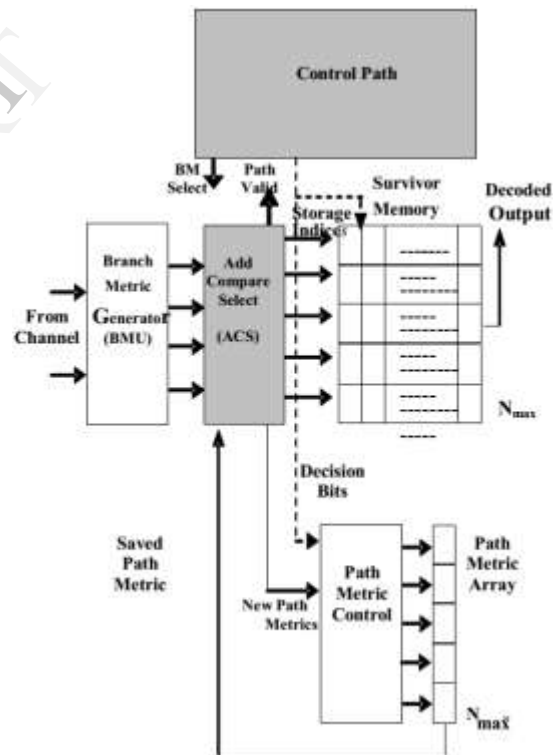 Control Path
BM
Select
Path
Valid
Storage
Indices
Survivor
Memory
Decoded
Output
Branch
Metric
Generator
(BMU)
Add
Compare
Select
(ACS)
From
Channel
Nmax
Decision
Bits
Saved
Path
Metric
New Path
Metrics
Path
Metric
Control
Path
Metric
Array
Nmax